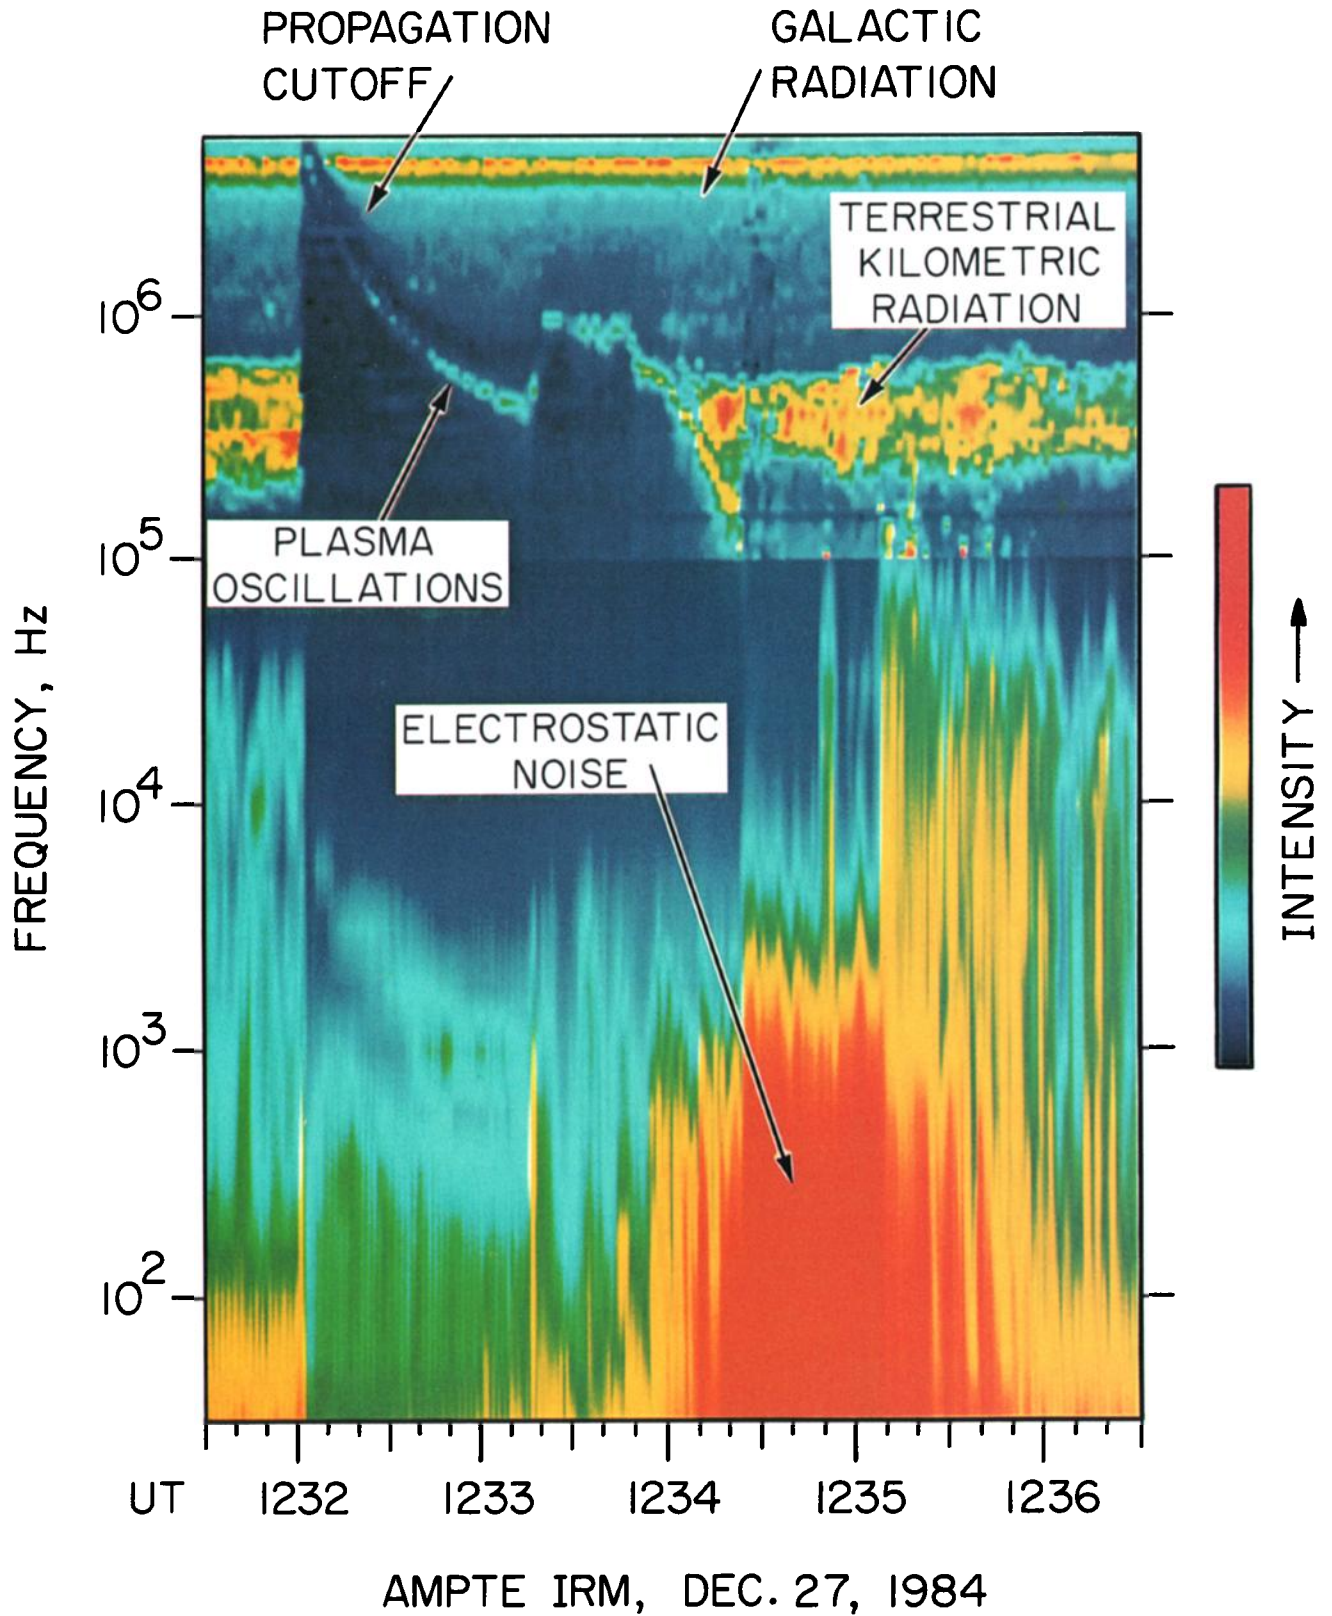 PROPAGATION
CUTOFF
GALACTIC
RADIATION
TERRESTRIAL
KILOMETRIC
RADIATION
10⁶
PLASMA
OSCILLATIONS
10⁵
FREQUENCY, Hz
ELECTROSTATIC
NOISE
INTENSITY →
10⁴
10³
10²
UT 1232 1233 1234 1235 1236
AMPTE IRM, DEC. 27, 1984